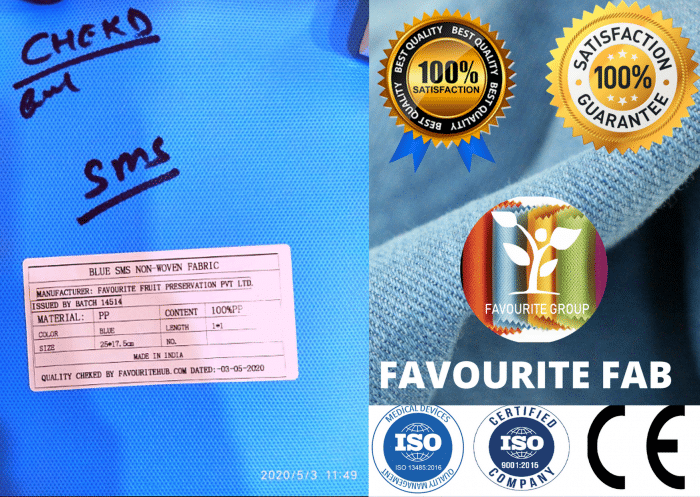 CHEKD
SMS
BLUE SMS NON-WOVEN FABRIC
MANUFACTURER: FAVOURITE FRUIT PRESERVATION PVT LTD.
ISSUED BY BATCH 14514
MATERIAL: PP CONTENT 100%PP
COLOR BLUE LENGTH 1*1
SIZE 25*17.5cm NO.
MADE IN INDIA
QUALITY CHEXED BY FAVOURITEHUB.COM DATED:-03-05-2020
2020/5/3 11:49
BEST QUALITY BEST QUALITY
100%
SATISFACTION
BEST QUALITY BEST QUALITY
SATISFACTION
100%
GUARANTEE
FAVOURITE GROUP
FAVOURITE FAB
MEDICAL DEVICES
ISO
ISO 13485:2016
QUALITY MANAGEMENT
CERTIFIED
ISO
9001:2015
COMPANY
CE